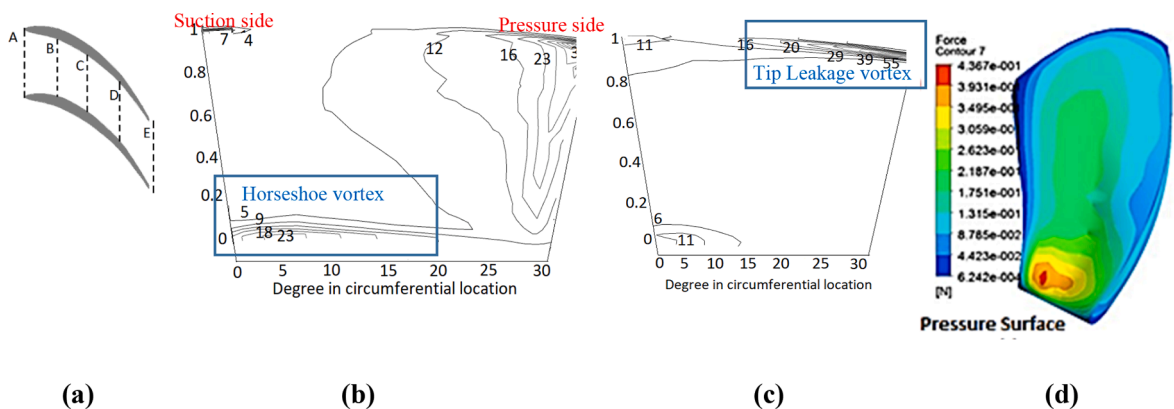 A
B
C
D
E
(a)
Suction side
Pressure side
1
7
4
0.8
0.6
0.4
0.2
0
12
16
23
Horseshoe vortex
5
9
18
23
0
5
10
15
20
25
30
Degree in circumferential location
(b)
1
0.8
0.6
0.4
0.2
0
11
16
20
29
39
55
Tip Leakage vortex
6
11
0
5
10
15
20
30
Degree in circumferential location
(c)
Force
Contour 7
4.367e-001
3.931e-001
3.495e-00
3.059e-00
2.623e-00
2.187e-001
1.751e-001
1.315e-001
8.785e-002
4.423e-002
6.242e-004
[N]
Pressure Surface
(d)